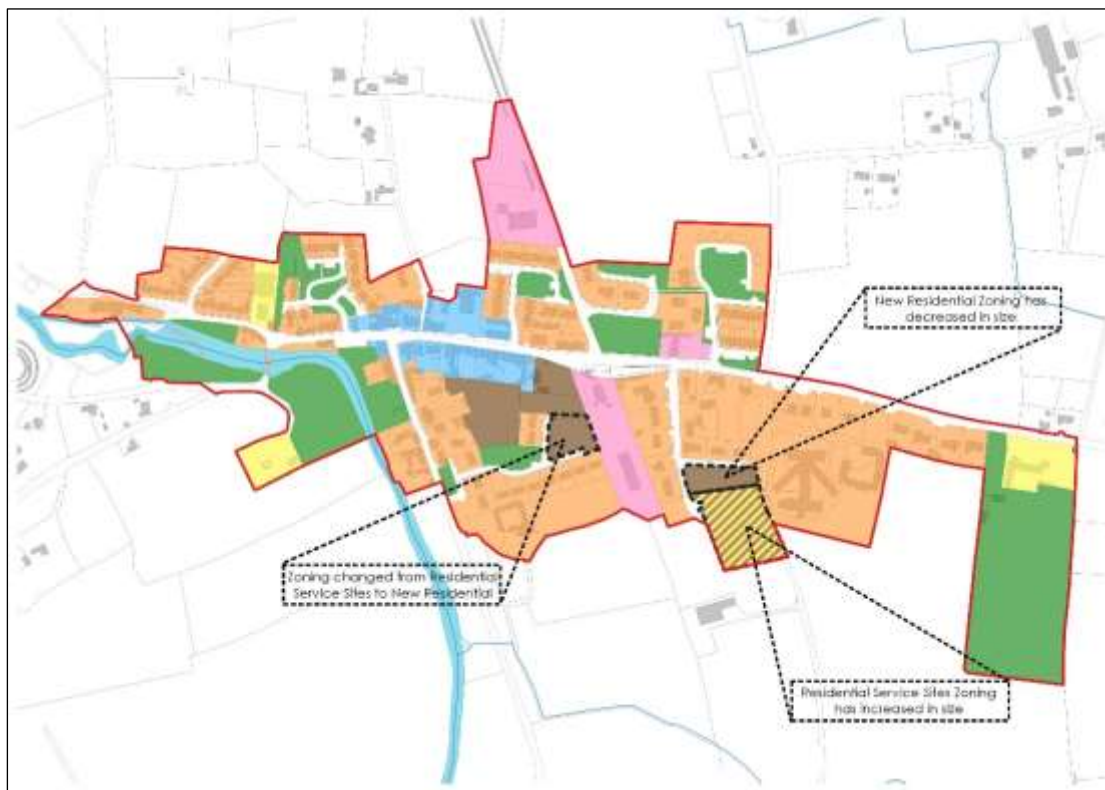 New Residential Zoning has
decreased in size
Zoning changed from Residential
Service Sites to New Residential
Residential Service Sites Zoning
has increased in size